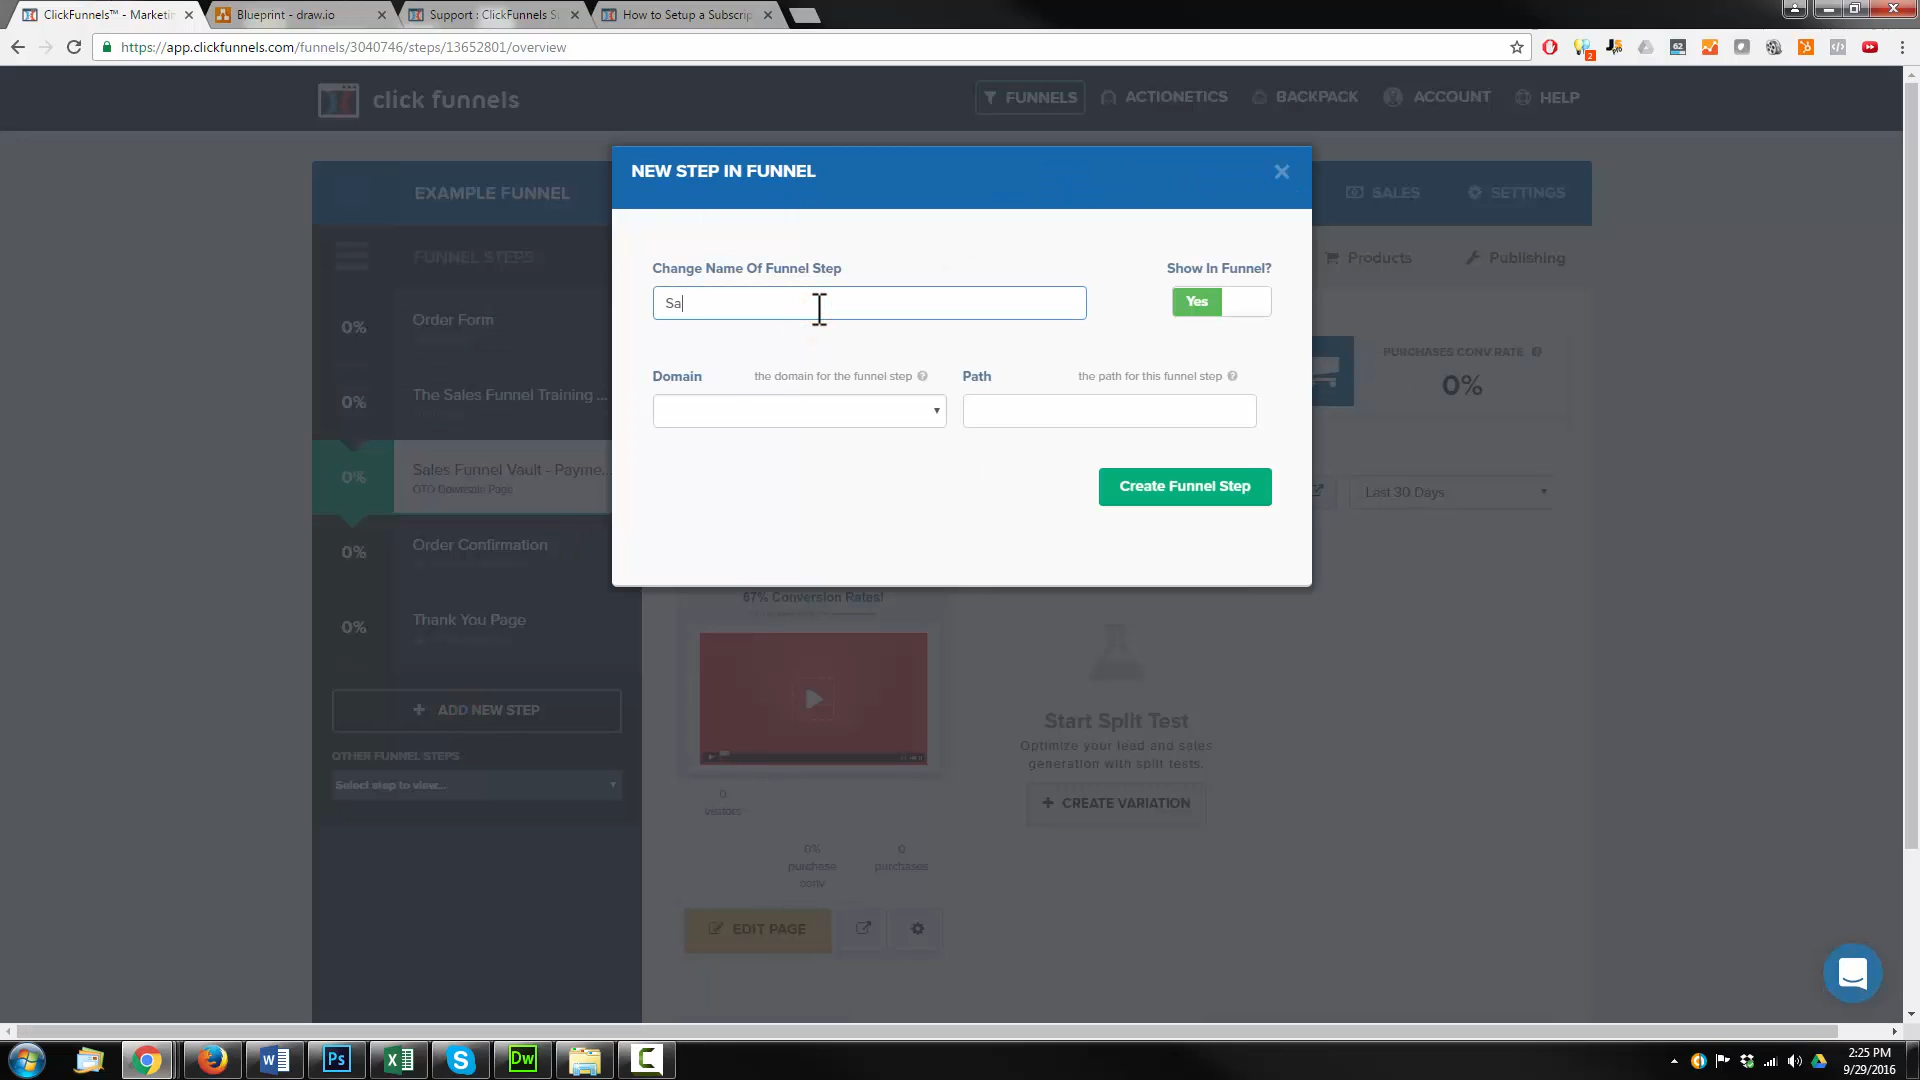 ClickFunnels™ - Marketin
Blueprint - draw.io
Support : ClickFunnels S
How to Setup a Subscrip
https://app.clickfunnels.com/funnels/3040746/steps/13652801/overview
click funnels
FUNNELS
ACTIONETICS
BACKPACK
ACCOUNT
HELP
NEW STEP IN FUNNEL
EXAMPLE FUNNEL
SALES
SETTINGS
FUNNEL STEPS
Products
Publishing
Change Name Of Funnel Step
Show In Funnel?
Sa
Yes
0%
Order Form
PURCHASES CONV RATE
0%
Domain
the domain for the funnel step
Path
the path for this funnel step
0%
The Sales Funnel Training ...
0%
Sales Funnel Vault - Payme...
OTO Downsale Page
Create Funnel Step
Last 30 Days
0%
Order Confirmation
67% Conversion Rates!
0%
Thank You Page
ADD NEW STEP
Start Split Test
Optimize your lead and sales
generation with split tests.
OTHER FUNNEL STEPS
Select step to view...
CREATE VARIATION
0
visitors
0%
purchase
conv
0
purchases
EDIT PAGE
2:25 PM
9/29/2016